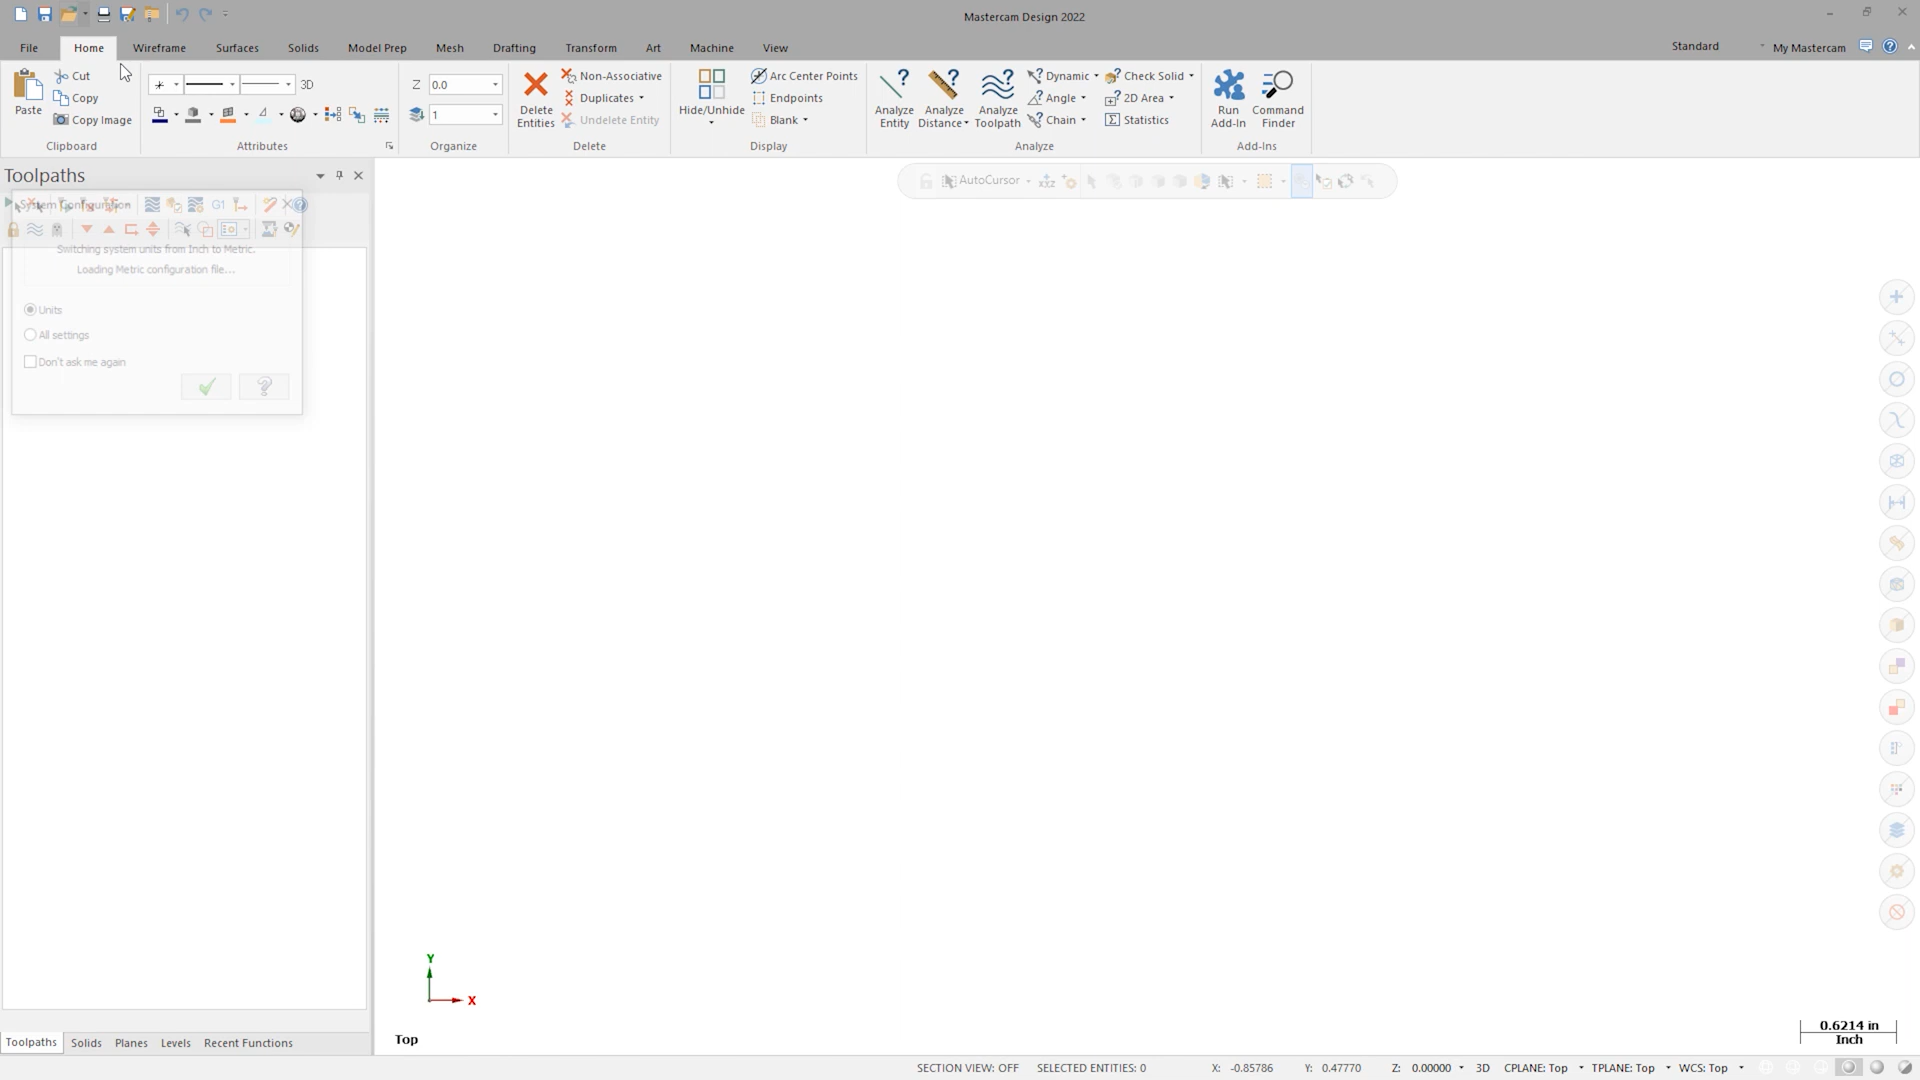 Mastercam Design 2022
File Home Wireframe Surfaces Solids Model Prep Mesh Drafting Transform Art Machine View Standard My Mastercam
Paste
Cut
Copy
Copy Image
Clipboard
3D
Attributes
Z 0.0
1
Organize
Delete Entities
Non-Associative
Duplicates
Undelete Entity
Delete
Hide/Unhide
Arc Center Points
Endpoints
Blank
Display
Analyze Entity
Analyze Distance
Analyze Toolpath
Dynamic
Angle
Chain
Check Solid
2D Area
Statistics
Analyze
Run Add-In
Command Finder
Add-Ins
Toolpaths
AutoCursor
System Configuration
G1
Switching system units from Inch to Metric.
Loading Metric configuration file...
Units
All settings
Don't ask me again
Y
X
Top
0.6214 in
Inch
Toolpaths Solids Planes Levels Recent Functions
SECTION VIEW: OFF SELECTED ENTITIES: 0 X: -0.85786 Y: 0.47770 Z: 0.00000 3D CPLANE: Top TPLANE: Top WCS: Top